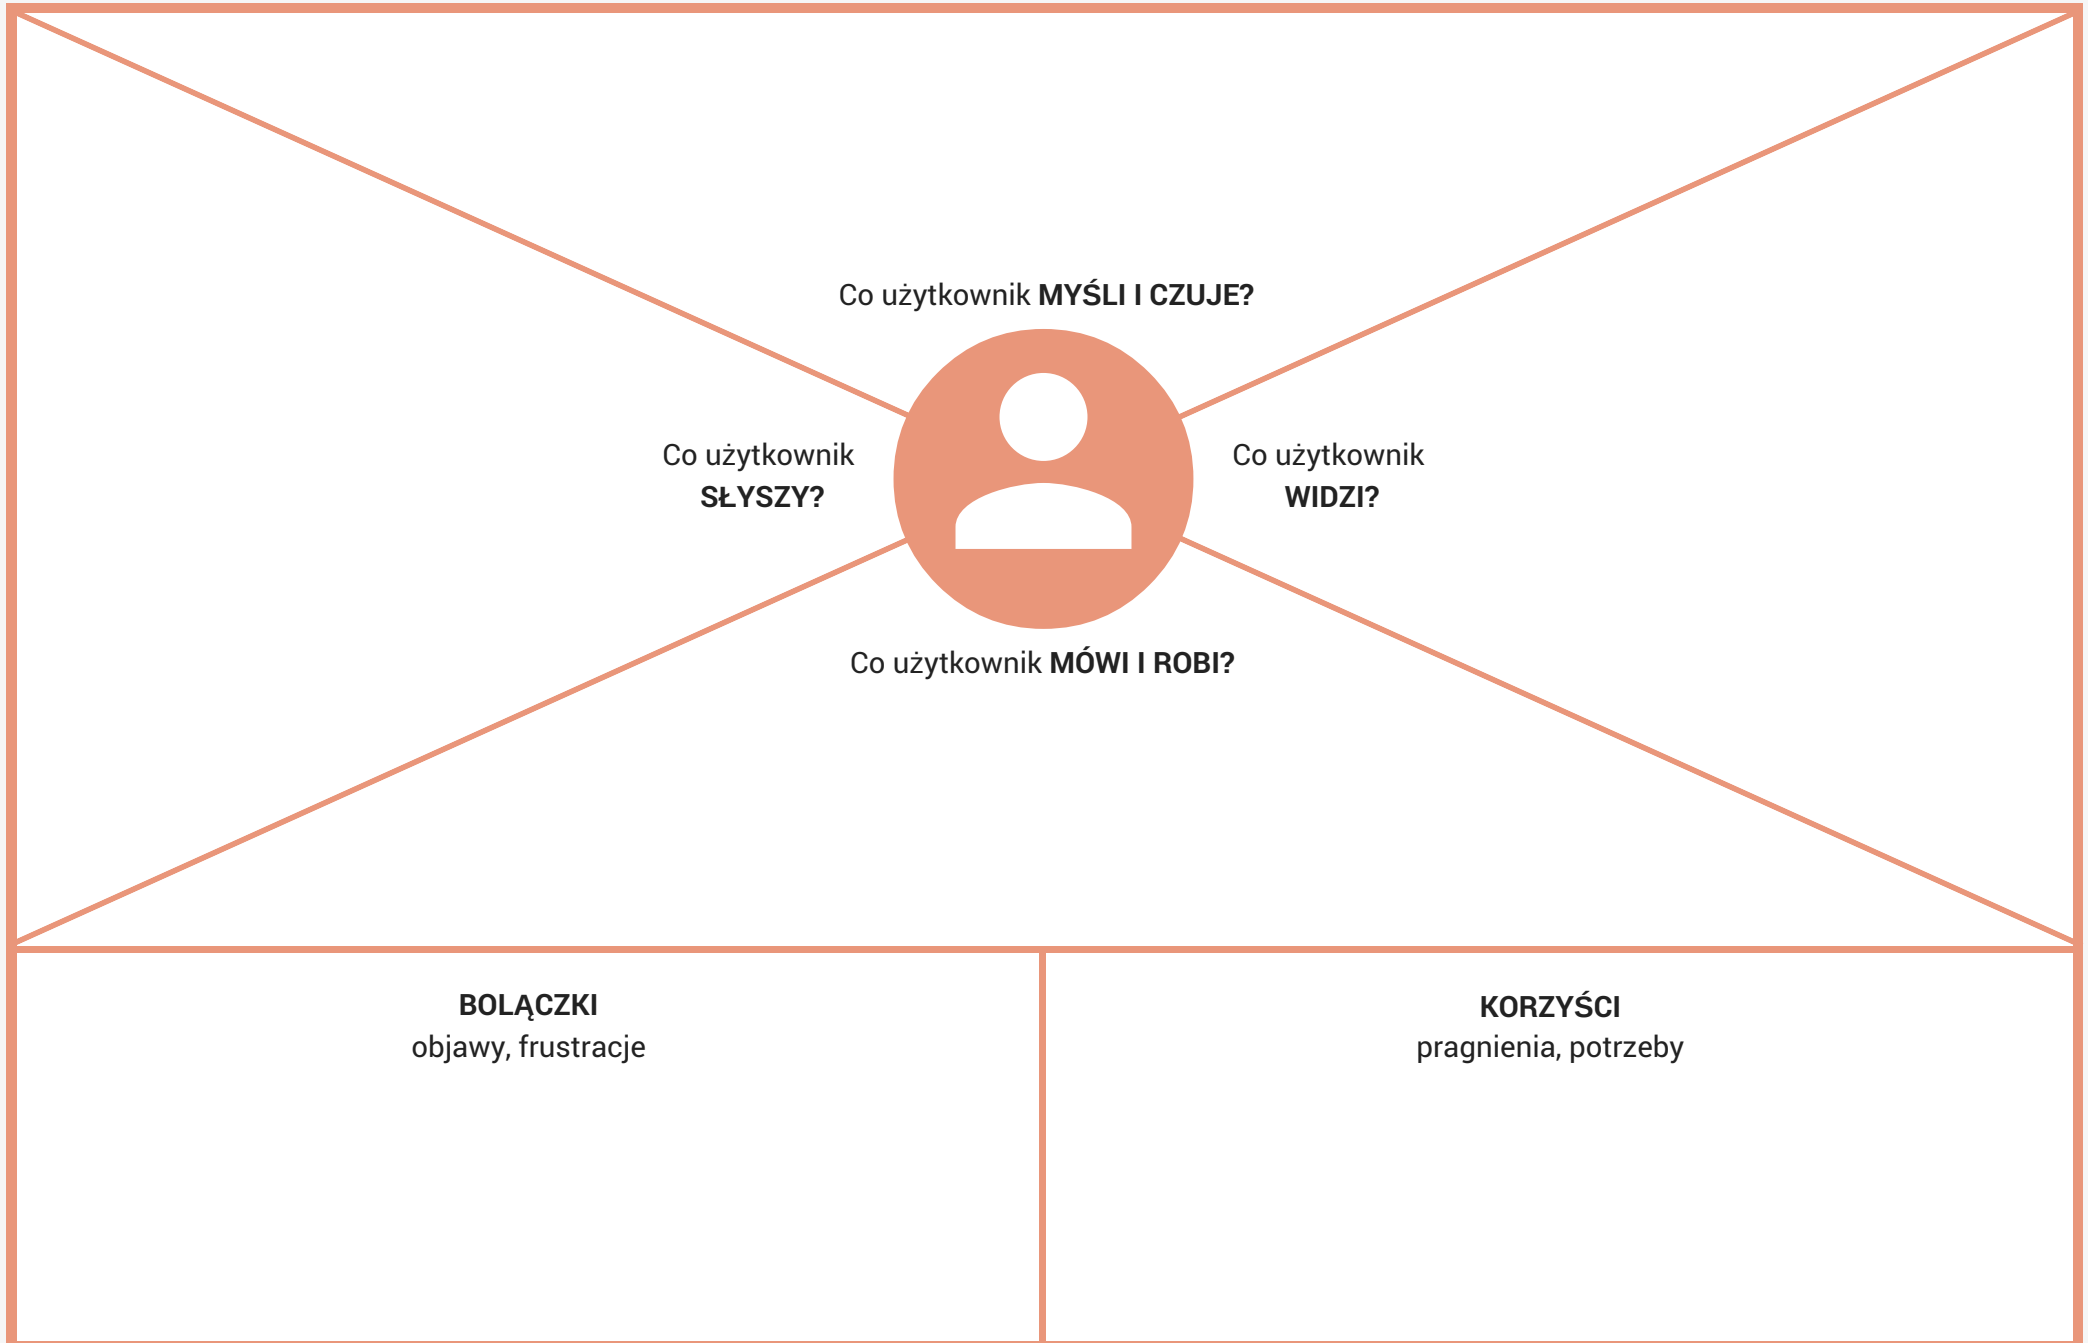 Co użytkownik MYŚLI I CZUJE?
Co użytkownik
SŁYSZY?
Co użytkownik
WIDZI?
Co użytkownik MÓWI I ROBI?
BOLĄCZKI
objawy, frustracje
KORZYŚCI
pragnienia, potrzeby